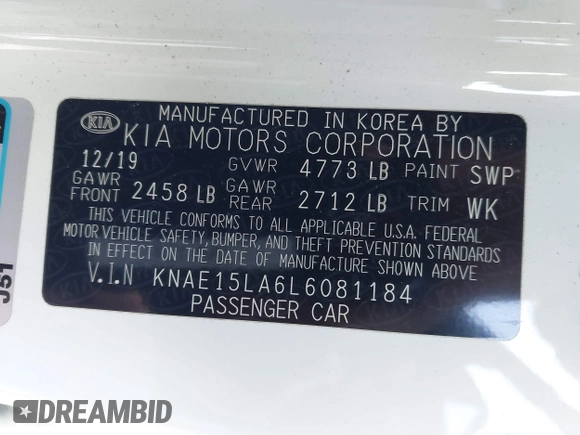 KIA
MANUFACTURED IN KOREA BY
KIA MOTORS CORPORATION
12/19 GVWR 4773 LB PAINT SWP
GAWR FRONT 2458 LB GAWR REAR 2712 LB TRIM WK
THIS VEHICLE CONFORMS TO ALL APPLICABLE U.S.A. FEDERAL
MOTOR VEHICLE SAFETY, BUMPER, AND THEFT PREVENTION STANDARDS
IN EFFECT ON THE DATE OF MANUFACTURE SHOWN ABOVE
V.I.N KNAE15LA6L6081184
PASSENGER CAR
J51
DREAMBID